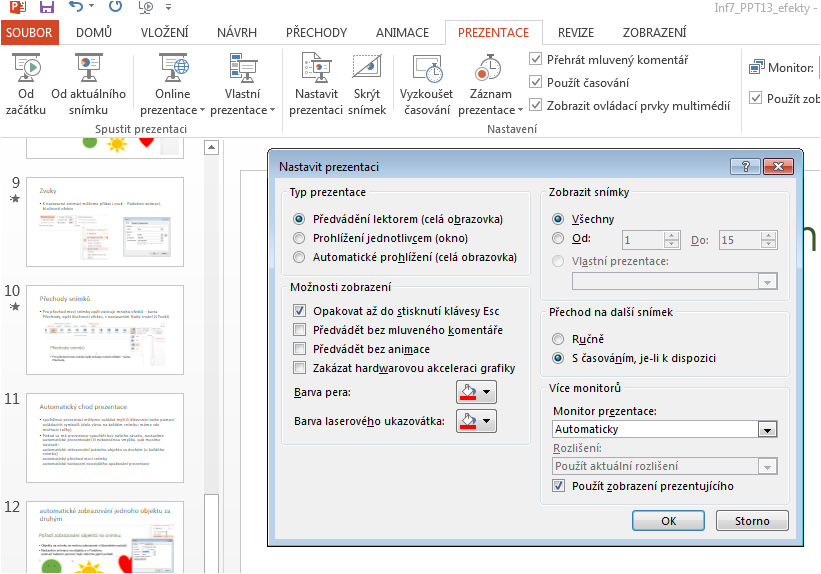 Inf7_PPT13_efekty -
SOUBOR DOMŮ VLOŽENÍ NÁVRH PŘECHODY ANIMACE PREZENTACE REVIZE ZOBRAZENÍ
Od začátku
Od aktuálního snímku
Online prezentace
Vlastní prezentace
Spustit prezentaci
Nastavit prezentaci
Skrýt snímek
Vyzkoušet časování
Záznam prezentace
Přehrát mluvený komentář
Použít časování
Zobrazit ovládací prvky multimédií
Nastavení
Monitor:
Použít zob
9
Zvuky
10
Přechody snímků
11
Automatický chod prezentace
12
automatické zobrazování jednoho objektu za druhým
Nastavit prezentaci
Typ prezentace
Předvádění lektorem (celá obrazovka)
Prohlížení jednotlivcem (okno)
Automatické prohlížení (celá obrazovka)
Možnosti zobrazení
Opakovat až do stisknutí klávesy Esc
Předvádět bez mluveného komentáře
Předvádět bez animace
Zakázat hardwarovou akceleraci grafiky
Barva pera:
Barva laserového ukazovátka:
Zobrazit snímky
Všechny
Od: 1 Do: 15
Vlastní prezentace:
Přechod na další snímek
Ručně
S časováním, je-li k dispozici
Více monitorů
Monitor prezentace:
Automaticky
Rozlišení:
Použít aktuální rozlišení
Použít zobrazení prezentujícího
OK Storno